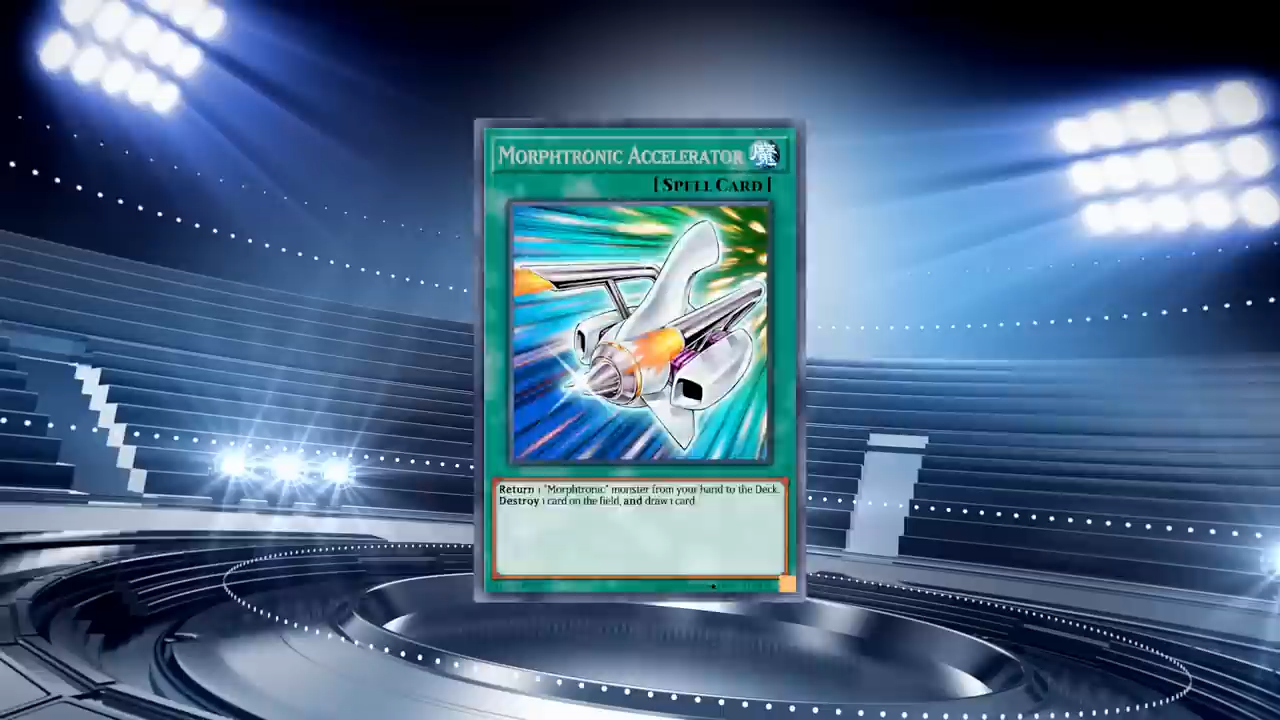 MORPHTRONIC ACCELERATOR 魔
[ SPELL CARD ]
Return 1 "Morphtronic" monster from your hand to the Deck.
Destroy 1 card on the field, and draw 1 card.